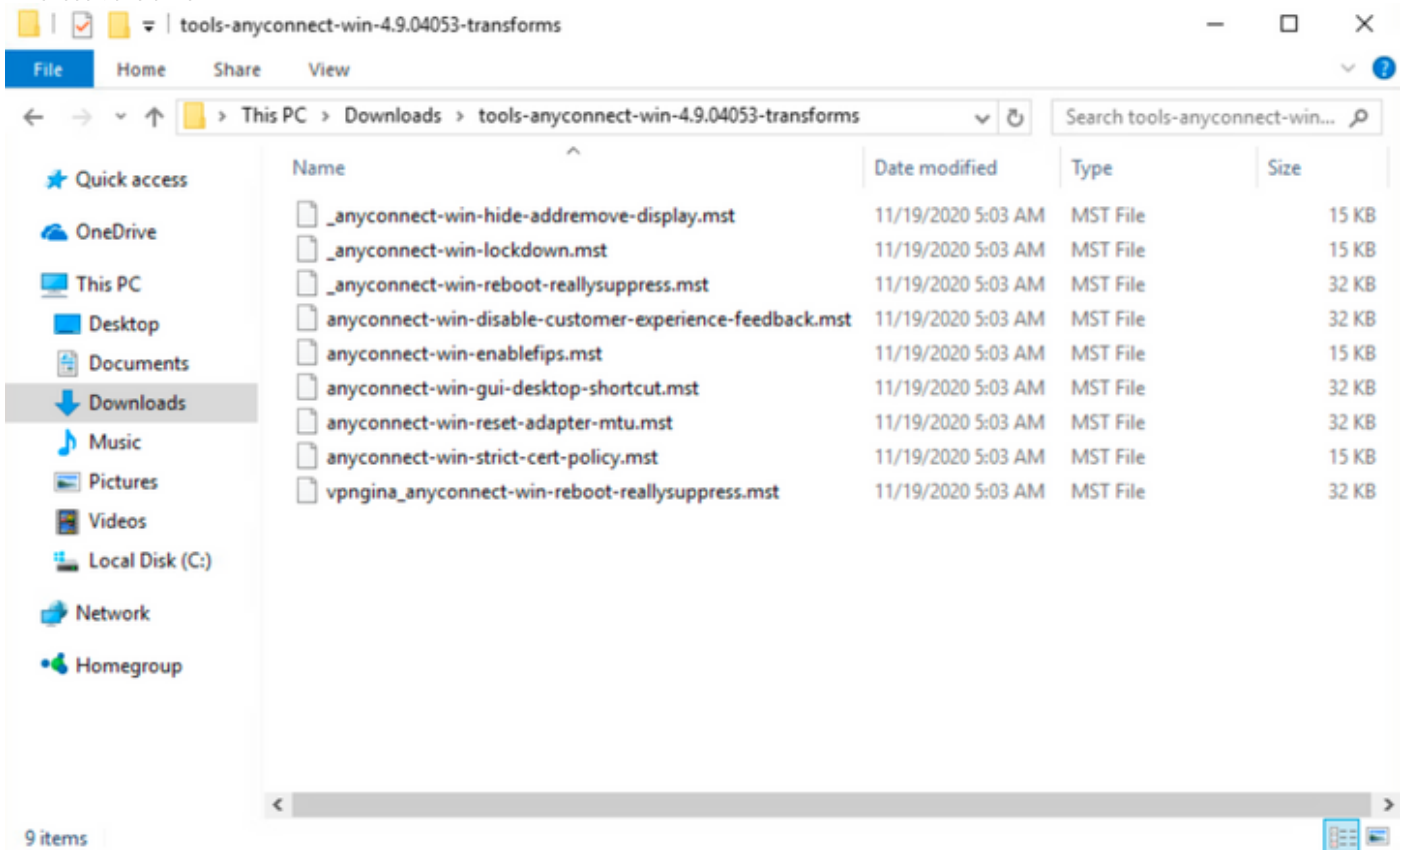 tools-anyconnect-win-4.9.04053-transforms
File Home Share View
This PC > Downloads > tools-anyconnect-win-4.9.04053-transforms Search tools-anyconnect-win...
Name Date modified Type Size
Quick access
OneDrive
This PC
Desktop
Documents
Downloads
Music
Pictures
Videos
Local Disk (C:)
Network
Homegroup
_anyconnect-win-hide-addremove-display.mst 11/19/2020 5:03 AM MST File 15 KB
_anyconnect-win-lockdown.mst 11/19/2020 5:03 AM MST File 15 KB
_anyconnect-win-reboot-reallysuppress.mst 11/19/2020 5:03 AM MST File 32 KB
anyconnect-win-disable-customer-experience-feedback.mst 11/19/2020 5:03 AM MST File 32 KB
anyconnect-win-enablefips.mst 11/19/2020 5:03 AM MST File 15 KB
anyconnect-win-gui-desktop-shortcut.mst 11/19/2020 5:03 AM MST File 32 KB
anyconnect-win-reset-adapter-mtu.mst 11/19/2020 5:03 AM MST File 32 KB
anyconnect-win-strict-cert-policy.mst 11/19/2020 5:03 AM MST File 15 KB
vpngina_anyconnect-win-reboot-reallysuppress.mst 11/19/2020 5:03 AM MST File 32 KB
9 items